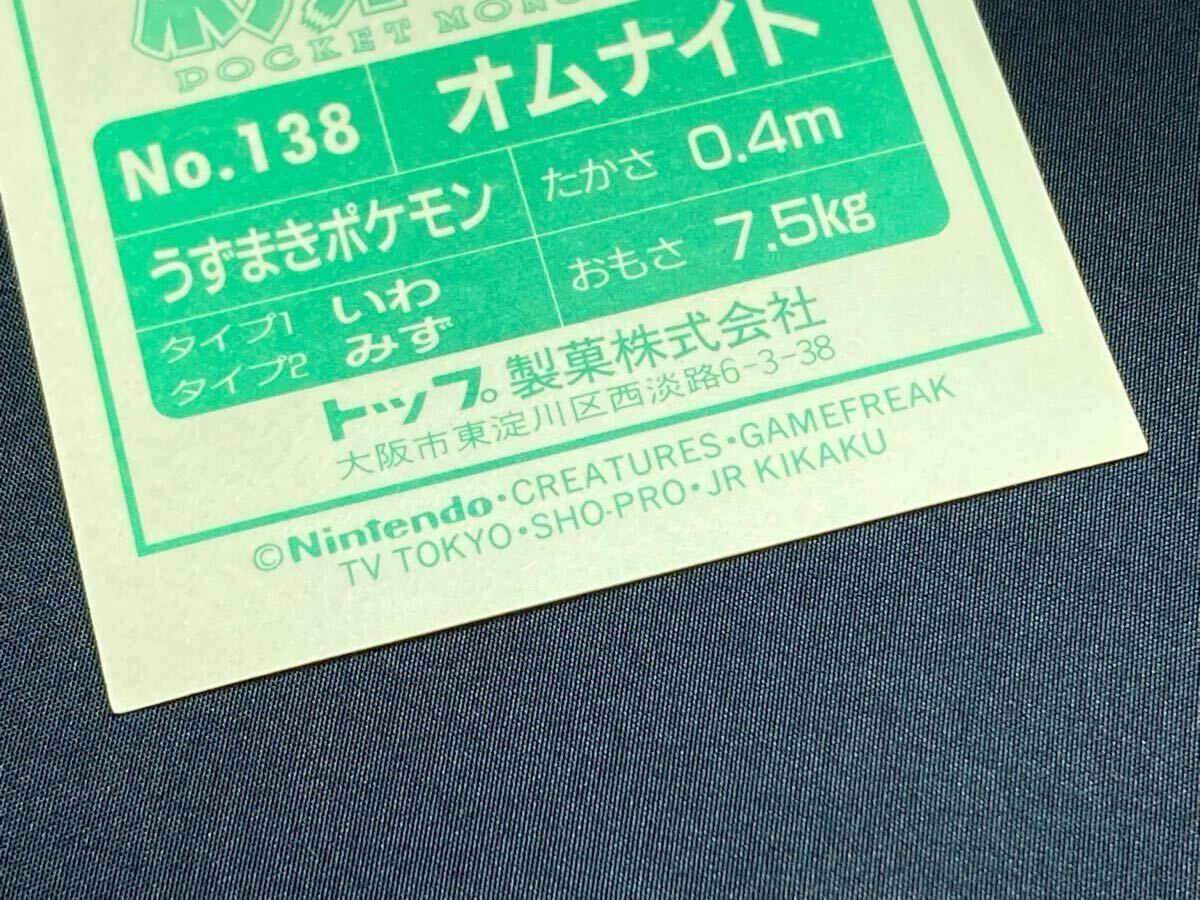 POCKET MON
No.138 オムナイト
うずまきポケモン
たかさ 0.4m
おもさ 7.5kg
タイプ1 いわ
タイプ2 みず
トップ製菓株式会社
大阪市東淀川区西淡路6-3-38
©Nintendo・CREATURES・GAMEFREAK
TV TOKYO・SHO-PRO・JR KIKAKU